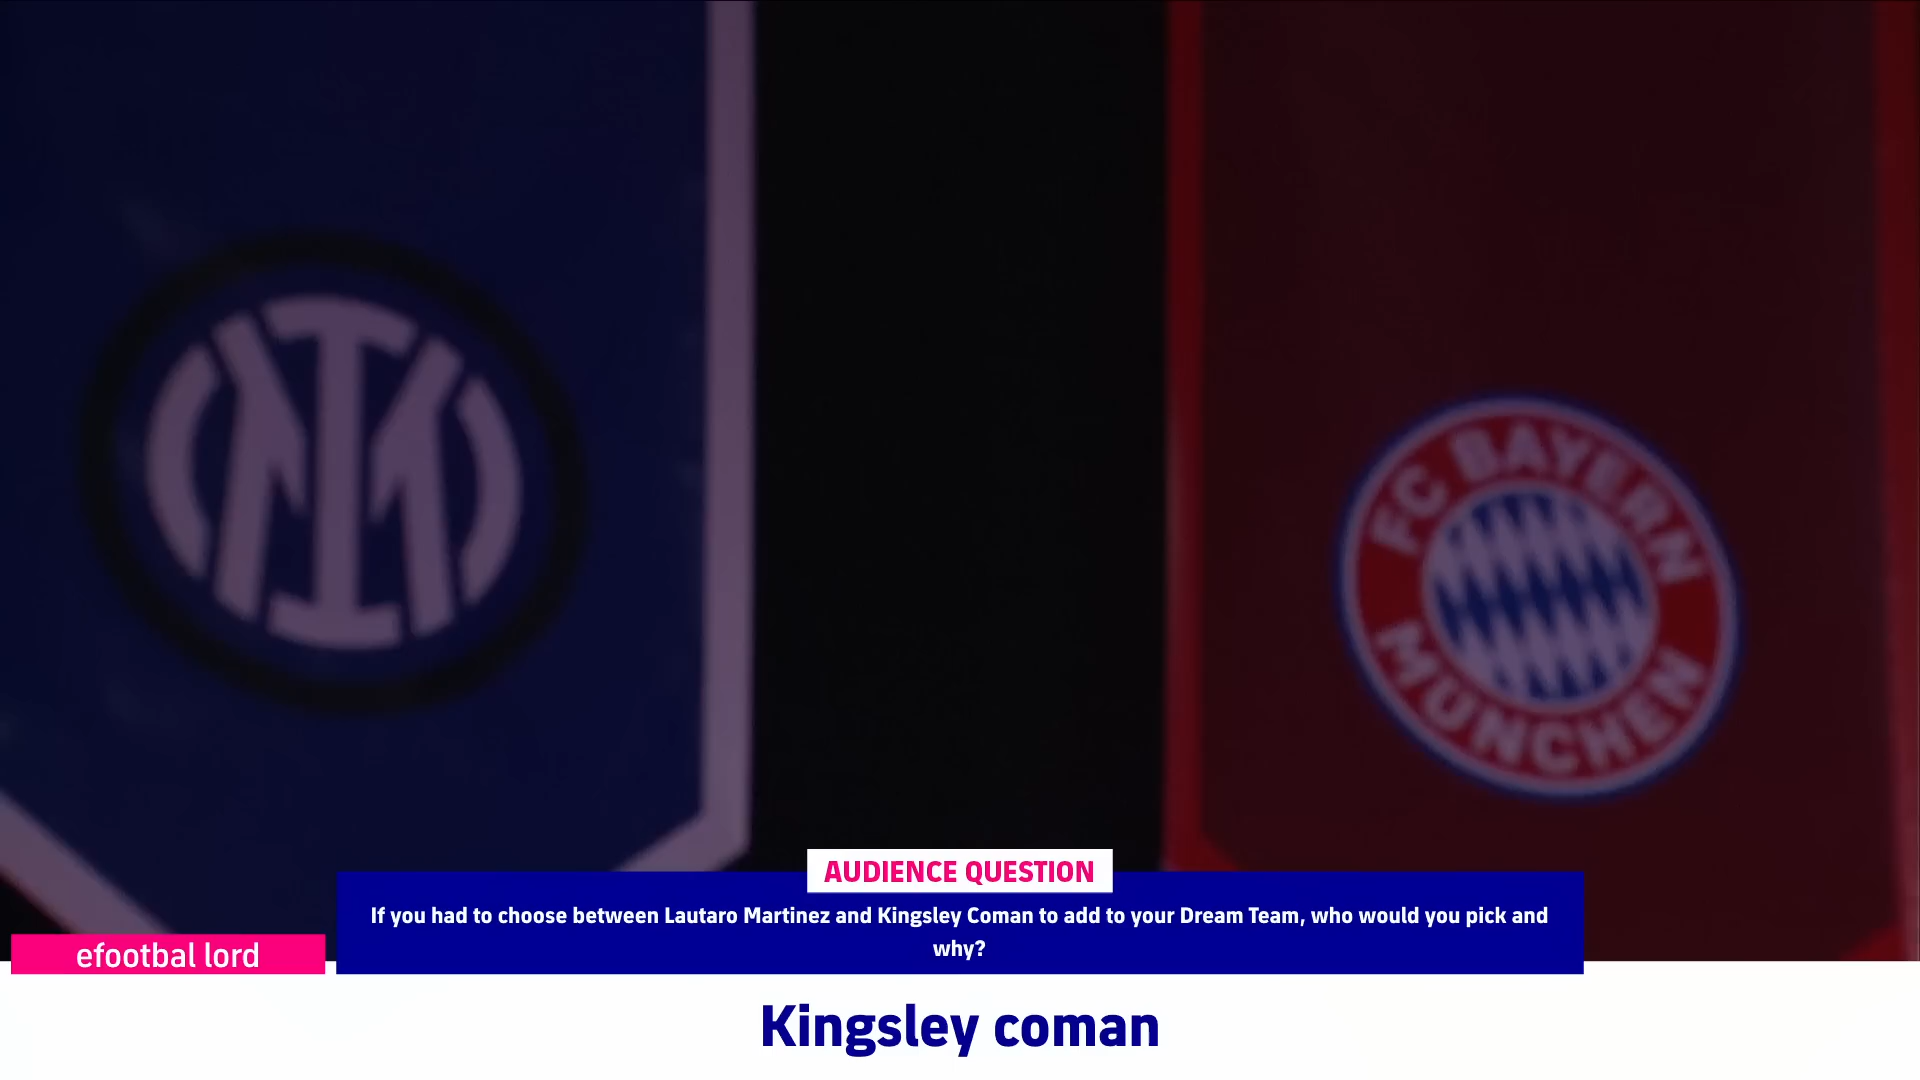 FC BAYERN
MÜNCHEN
AUDIENCE QUESTION
If you had to choose between Lautaro Martinez and Kingsley Coman to add to your Dream Team, who would you pick and
why?
efootbal lord
Kingsley coman